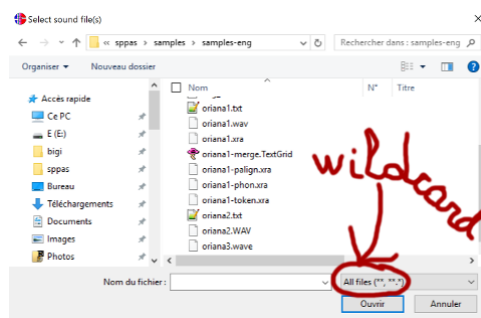 Select sound file(s)
« sppas > samples > samples-eng
Rechercher dans : samples-eng
Organiser
Nouveau dossier
Accès rapide
Ce PC
E (E:)
bigi
sppas
Bureau
Téléchargements
Documents
Images
Photos
Nom N° Titre
oriana1.txt
oriana1.wav
oriana1.xra
oriana1-merge.TextGrid
oriana1-palign.xra
oriana1-phon.xra
oriana1-token.xra
oriana2.txt
oriana2.WAV
oriana3.wave
wildcard
Nom du fichier :
All files (**, **.*)
Ouvrir Annuler